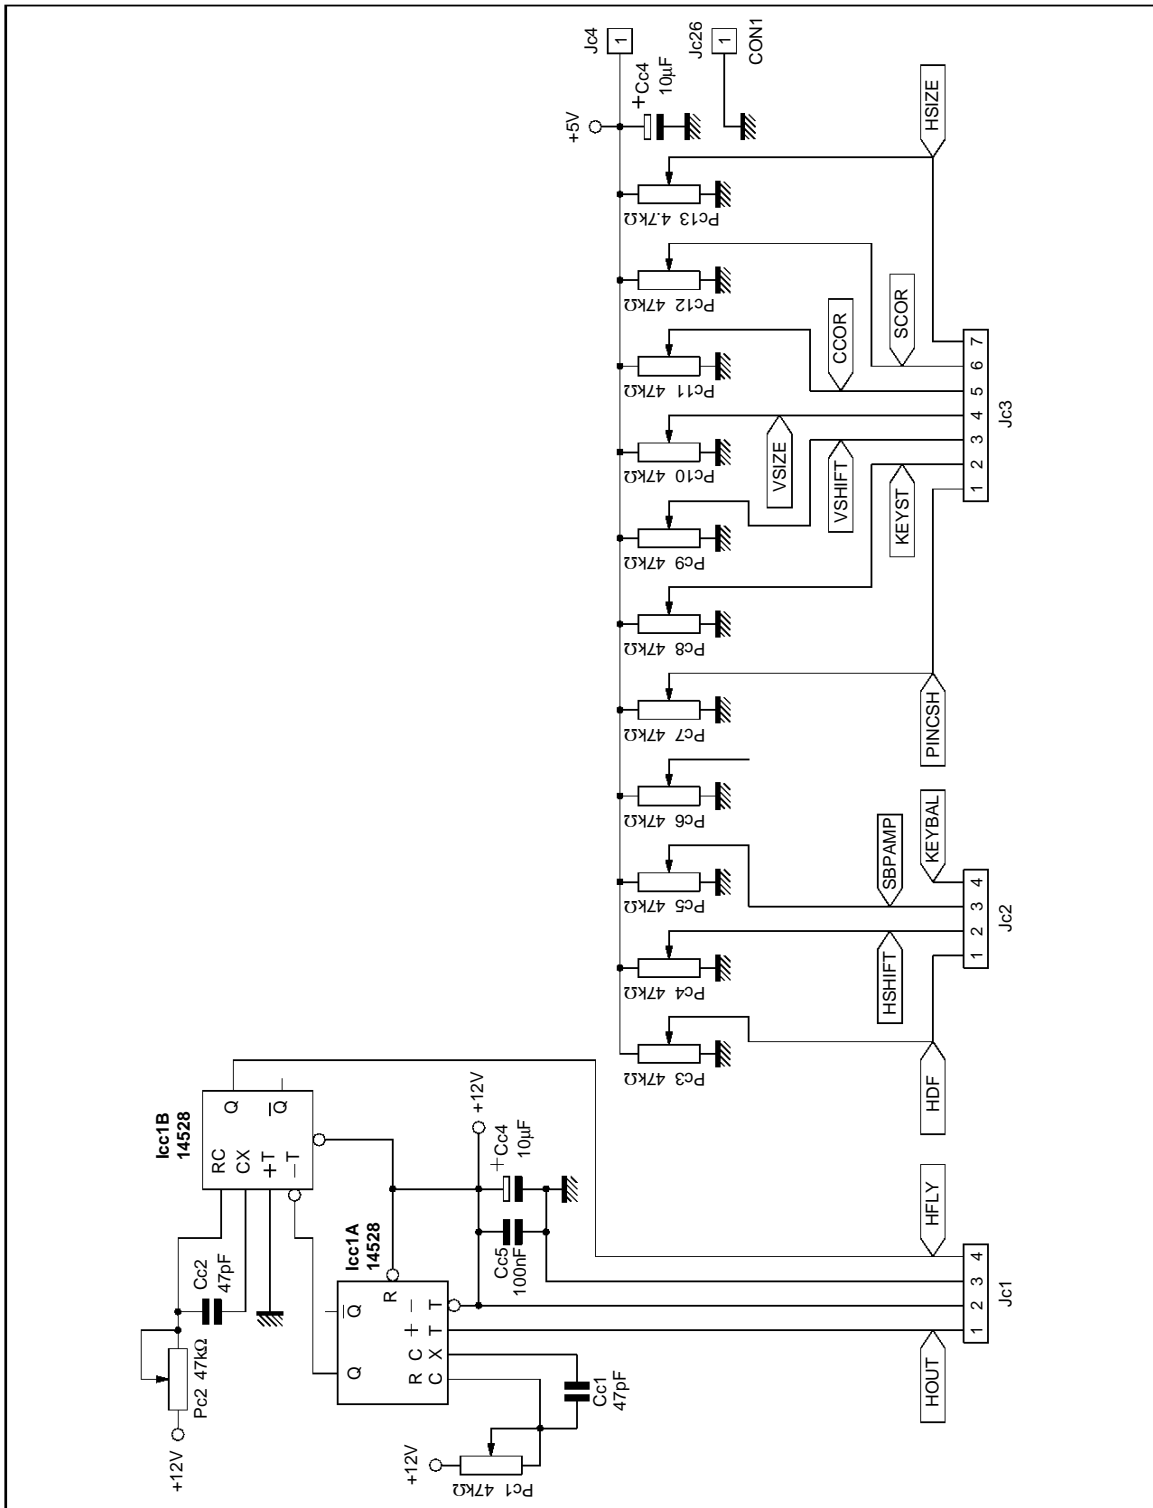 Jc4
1
+Cc4
10µF
+5V
Jc26
1
CON1
HSIZE
Pc13 4.7kΩ
Pc12 47kΩ
Pc11 47kΩ
Pc10 47kΩ
Pc9 47kΩ
Pc8 47kΩ
Pc7 47kΩ
Pc6 47kΩ
Pc5 47kΩ
Pc4 47kΩ
Pc3 47kΩ
SCOR
CCOR
VSIZE
VSHIFT
KEYST
PINCSH
1 2 3 4 5 6 7
Jc3
KEYBAL
SBPAMP
HSHIFT
HDF
1 2 3 4
Jc2
Icc1B
14528
RC
CX
+T
−T
Q
Q
Cc2
47pF
Pc2 47kΩ
+12V
+12V
+Cc4
10µF
Cc5
100nF
Icc1A
14528
R
Q
Q
R C
C X
+ T
− T
Cc1
47pF
+12V
Pc1 47kΩ
HFLY
HOUT
1 2 3 4
Jc1